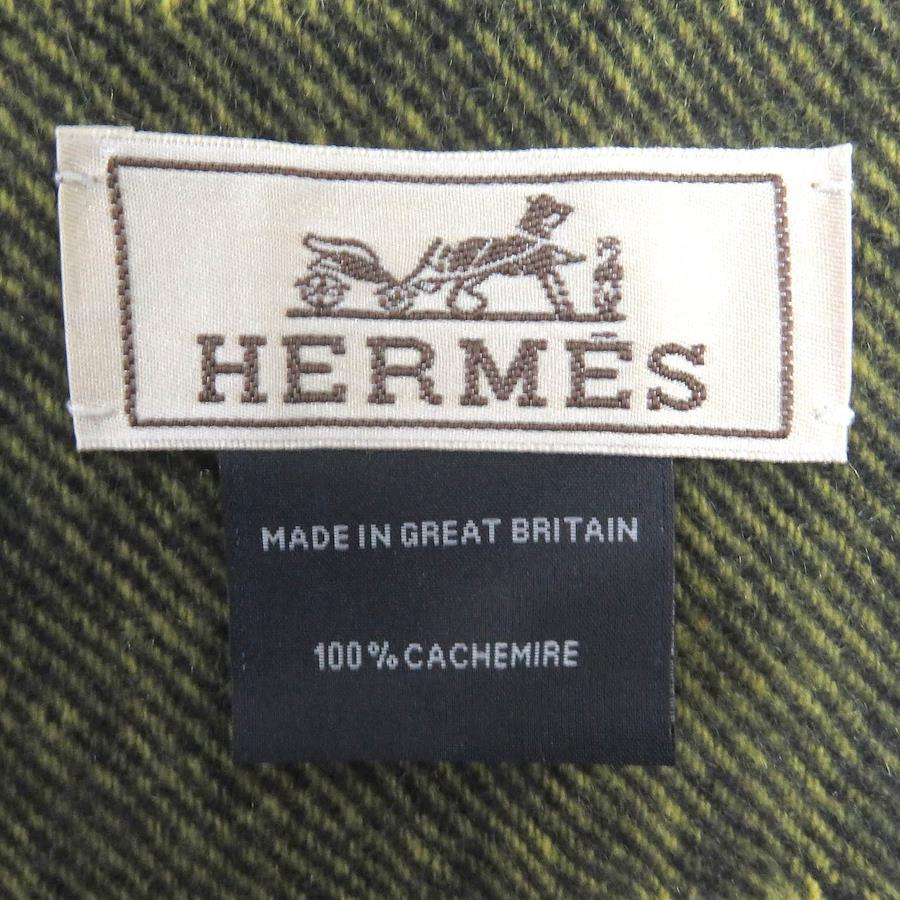 HERMÈS
MADE IN GREAT BRITAIN
100% CACHEMIRE